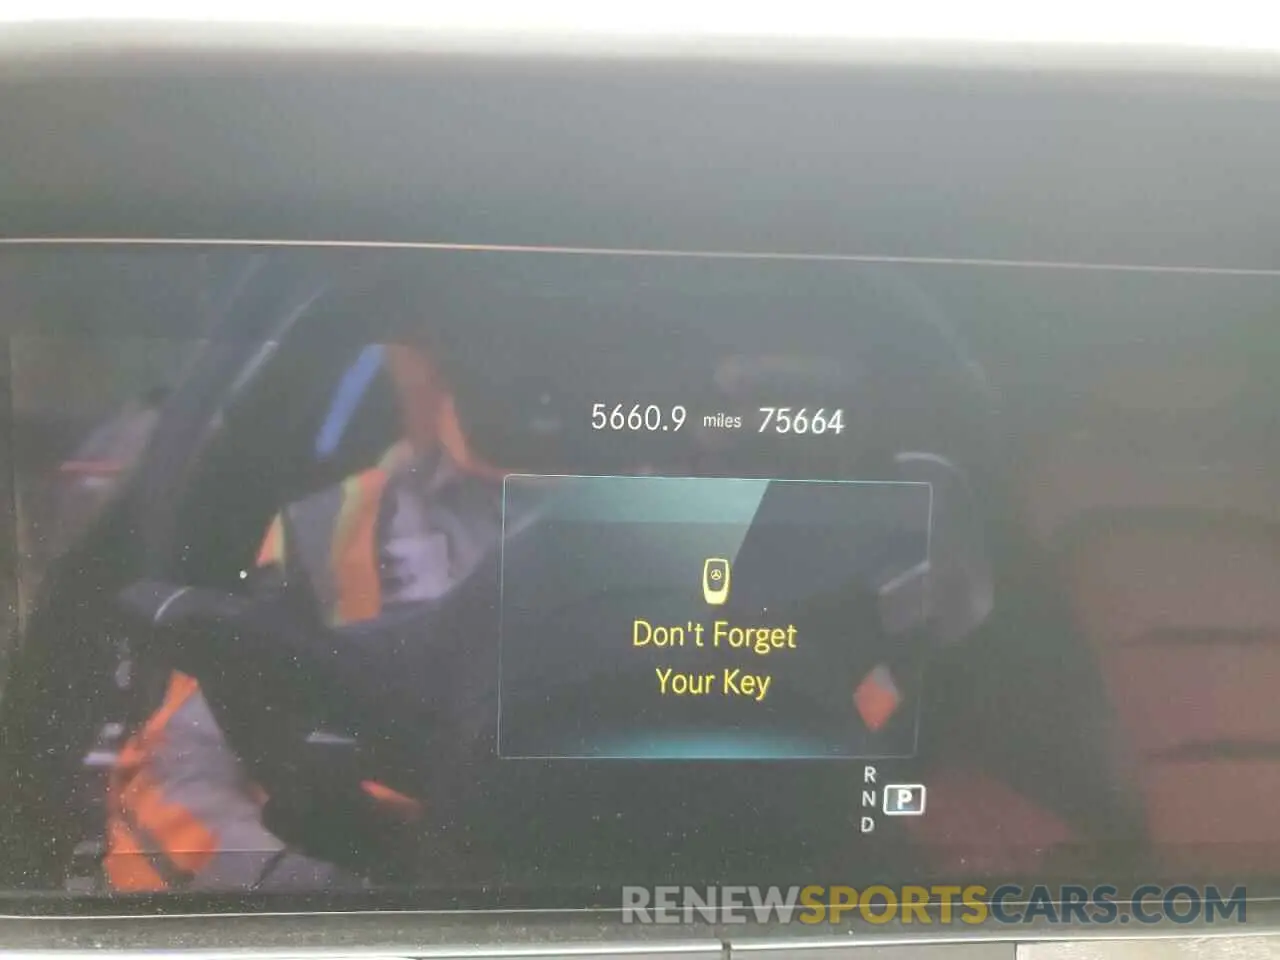 5660.9 miles 75664
Don't Forget
Your Key
R
N P
D
RENEWSPORTSCARS.COM